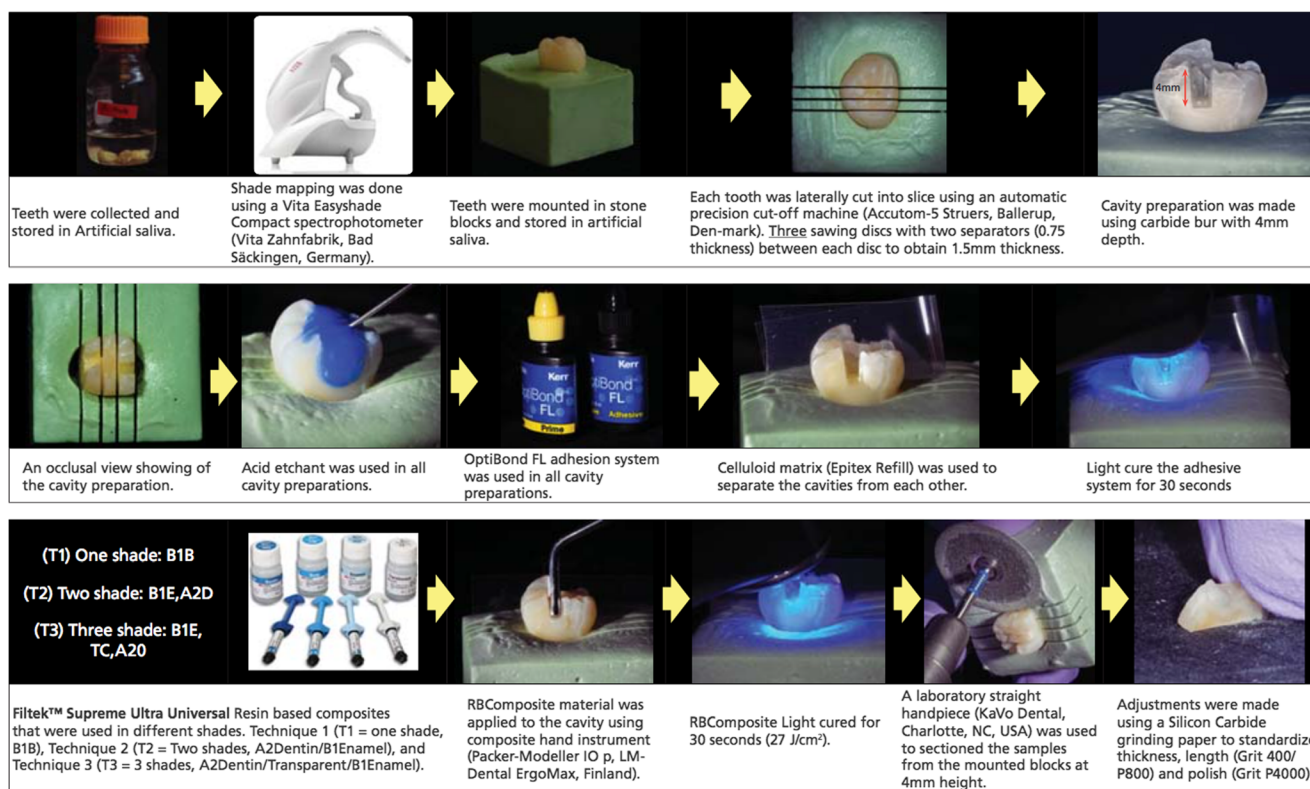 4mm
Teeth were collected and
stored in Artificial saliva.
Shade mapping was done
using a Vita Easyshade
Compact spectrophotometer
(Vita Zahnfabrik, Bad
Säckingen, Germany).
Teeth were mounted in stone
blocks and stored in artificial
saliva.
Each tooth was laterally cut into slice using an automatic
precision cut-off machine (Accutom-5 Struers, Ballerup,
Den-mark). Three sawing discs with two separators (0.75
thickness) between each disc to obtain 1.5mm thickness.
Cavity preparation was made
using carbide bur with 4mm
depth.
Kerr
OptiBond
FL
Prime
Kerr
OptiBond
FL
Adhesive
An occlusal view showing of
the cavity preparation.
Acid etchant was used in all
cavity preparations.
OptiBond FL adhesion system
was used in all cavity
preparations.
Celluloid matrix (Epitex Refill) was used to
separate the cavities from each other.
Light cure the adhesive
system for 30 seconds
(T1) One shade: B1B
(T2) Two shade: B1E,A2D
(T3) Three shade: B1E,
TC,A20
Filtek™ Supreme Ultra Universal Resin based composites
that were used in different shades. Technique 1 (T1 = one shade,
B1B), Technique 2 (T2 = Two shades, A2Dentin/B1Enamel), and
Technique 3 (T3 = 3 shades, A2Dentin/Transparent/B1Enamel).
RBComposite material was
applied to the cavity using
composite hand instrument
(Packer-Modeller IO p, LM-
Dental ErgoMax, Finland).
RBComposite Light cured for
30 seconds (27 J/cm²).
A laboratory straight
handpiece (KaVo Dental,
Charlotte, NC, USA) was used
to sectioned the samples
from the mounted blocks at
4mm height.
Adjustments were made
using a Silicon Carbide
grinding paper to standardize
thickness, length (Grit 400/
P800) and polish (Grit P4000)